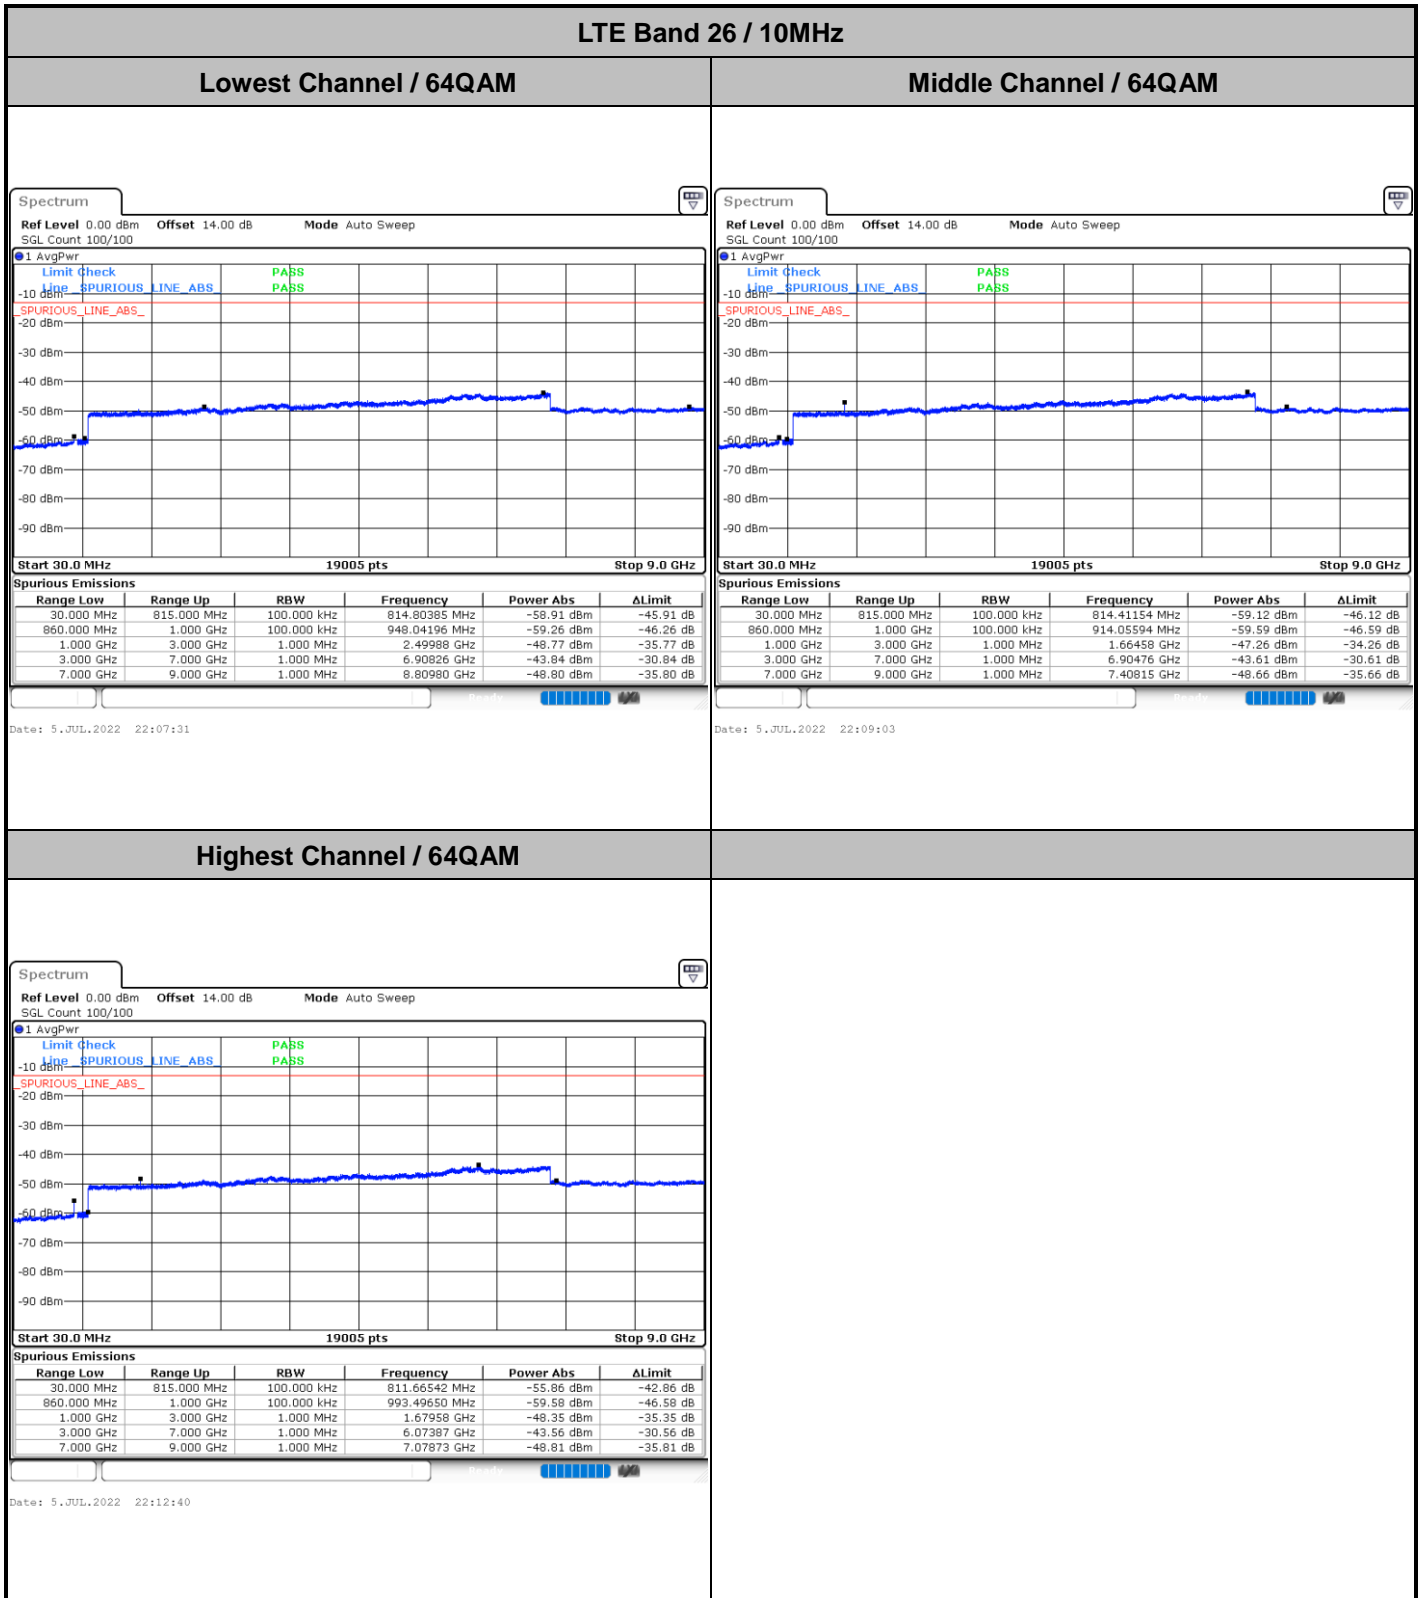 LTE Band 26 / 10MHz
Lowest Channel / 64QAM
Middle Channel / 64QAM
Spectrum
Ref Level 0.00 dBm Offset 14.00 dB Mode Auto Sweep
SGL Count 100/100
1 AvgPwr
Limit Check PASS
Line _SPURIOUS_LINE_ABS_ PASS
-10 dBm
_SPURIOUS_LINE_ABS_
-20 dBm
-30 dBm
-40 dBm
-50 dBm
-60 dBm
-70 dBm
-80 dBm
-90 dBm
Start 30.0 MHz 19005 pts Stop 9.0 GHz
Spurious Emissions
Range Low Range Up RBW Frequency Power Abs ΔLimit
30.000 MHz 815.000 MHz 100.000 kHz 814.80385 MHz -58.91 dBm -45.91 dB
860.000 MHz 1.000 GHz 100.000 kHz 948.04196 MHz -59.26 dBm -46.26 dB
1.000 GHz 3.000 GHz 1.000 MHz 2.49988 GHz -48.77 dBm -35.77 dB
3.000 GHz 7.000 GHz 1.000 MHz 6.90826 GHz -43.84 dBm -30.84 dB
7.000 GHz 9.000 GHz 1.000 MHz 8.80980 GHz -48.80 dBm -35.80 dB
Ready
Date: 5.JUL.2022 22:07:31
Spectrum
Ref Level 0.00 dBm Offset 14.00 dB Mode Auto Sweep
SGL Count 100/100
1 AvgPwr
Limit Check PASS
Line _SPURIOUS_LINE_ABS_ PASS
-10 dBm
_SPURIOUS_LINE_ABS_
-20 dBm
-30 dBm
-40 dBm
-50 dBm
-60 dBm
-70 dBm
-80 dBm
-90 dBm
Start 30.0 MHz 19005 pts Stop 9.0 GHz
Spurious Emissions
Range Low Range Up RBW Frequency Power Abs ΔLimit
30.000 MHz 815.000 MHz 100.000 kHz 814.41154 MHz -59.12 dBm -46.12 dB
860.000 MHz 1.000 GHz 100.000 kHz 914.05594 MHz -59.59 dBm -46.59 dB
1.000 GHz 3.000 GHz 1.000 MHz 1.66458 GHz -47.26 dBm -34.26 dB
3.000 GHz 7.000 GHz 1.000 MHz 6.90476 GHz -43.61 dBm -30.61 dB
7.000 GHz 9.000 GHz 1.000 MHz 7.40815 GHz -48.66 dBm -35.66 dB
Ready
Date: 5.JUL.2022 22:09:03
Highest Channel / 64QAM
Spectrum
Ref Level 0.00 dBm Offset 14.00 dB Mode Auto Sweep
SGL Count 100/100
1 AvgPwr
Limit Check PASS
Line _SPURIOUS_LINE_ABS_ PASS
-10 dBm
_SPURIOUS_LINE_ABS_
-20 dBm
-30 dBm
-40 dBm
-50 dBm
-60 dBm
-70 dBm
-80 dBm
-90 dBm
Start 30.0 MHz 19005 pts Stop 9.0 GHz
Spurious Emissions
Range Low Range Up RBW Frequency Power Abs ΔLimit
30.000 MHz 815.000 MHz 100.000 kHz 811.66542 MHz -55.86 dBm -42.86 dB
860.000 MHz 1.000 GHz 100.000 kHz 993.49650 MHz -59.58 dBm -46.58 dB
1.000 GHz 3.000 GHz 1.000 MHz 1.67958 GHz -48.35 dBm -35.35 dB
3.000 GHz 7.000 GHz 1.000 MHz 6.07387 GHz -43.56 dBm -30.56 dB
7.000 GHz 9.000 GHz 1.000 MHz 7.07873 GHz -48.81 dBm -35.81 dB
Ready
Date: 5.JUL.2022 22:12:40